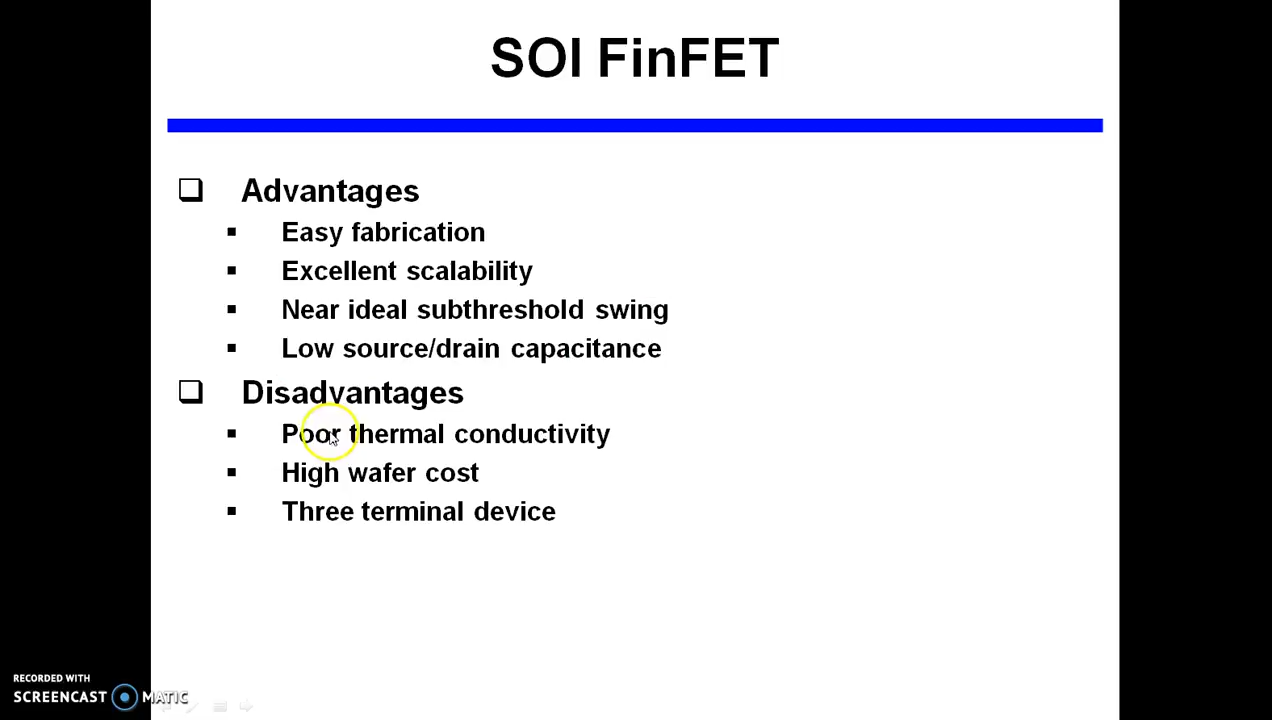 SOI FinFET
Advantages
Easy fabrication
Excellent scalability
Near ideal subthreshold swing
Low source/drain capacitance
Disadvantages
Poor thermal conductivity
High wafer cost
Three terminal device
RECORDED WITH
SCREENCAST MATIC